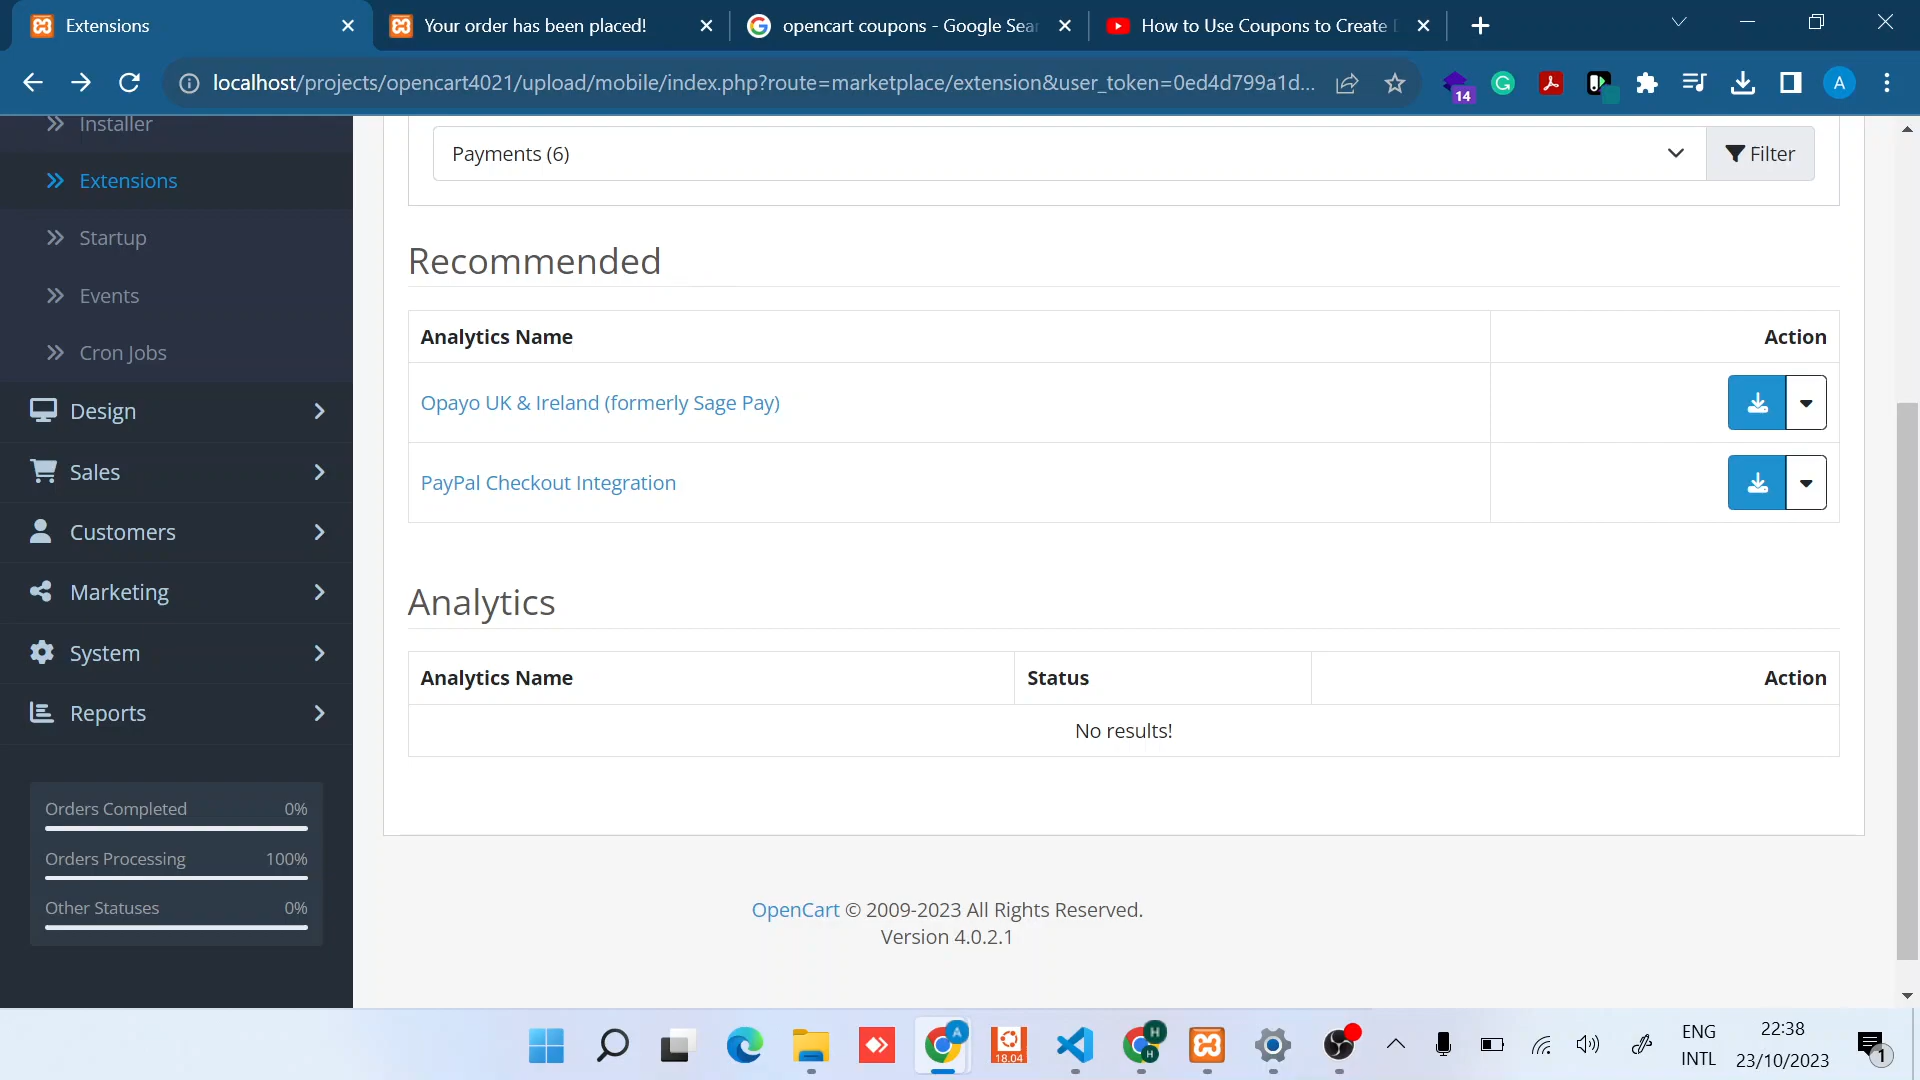 Extensions
Your order has been placed!
opencart coupons - Google Sear
How to Use Coupons to Create
localhost/projects/opencart4021/upload/mobile/index.php?route=marketplace/extension&user_token=0ed4d799a1d...
14
A
Installer
Extensions
Startup
Events
Cron Jobs
Design
Sales
Customers
Marketing
System
Reports
Orders Completed 0%
Orders Processing 100%
Other Statuses 0%
Payments (6)
Filter
Recommended
Analytics Name Action
Opayo UK & Ireland (formerly Sage Pay)
PayPal Checkout Integration
Analytics
Analytics Name Status Action
No results!
OpenCart © 2009-2023 All Rights Reserved.
Version 4.0.2.1
A
18.04
H
H
ENG
INTL
22:38
23/10/2023
1